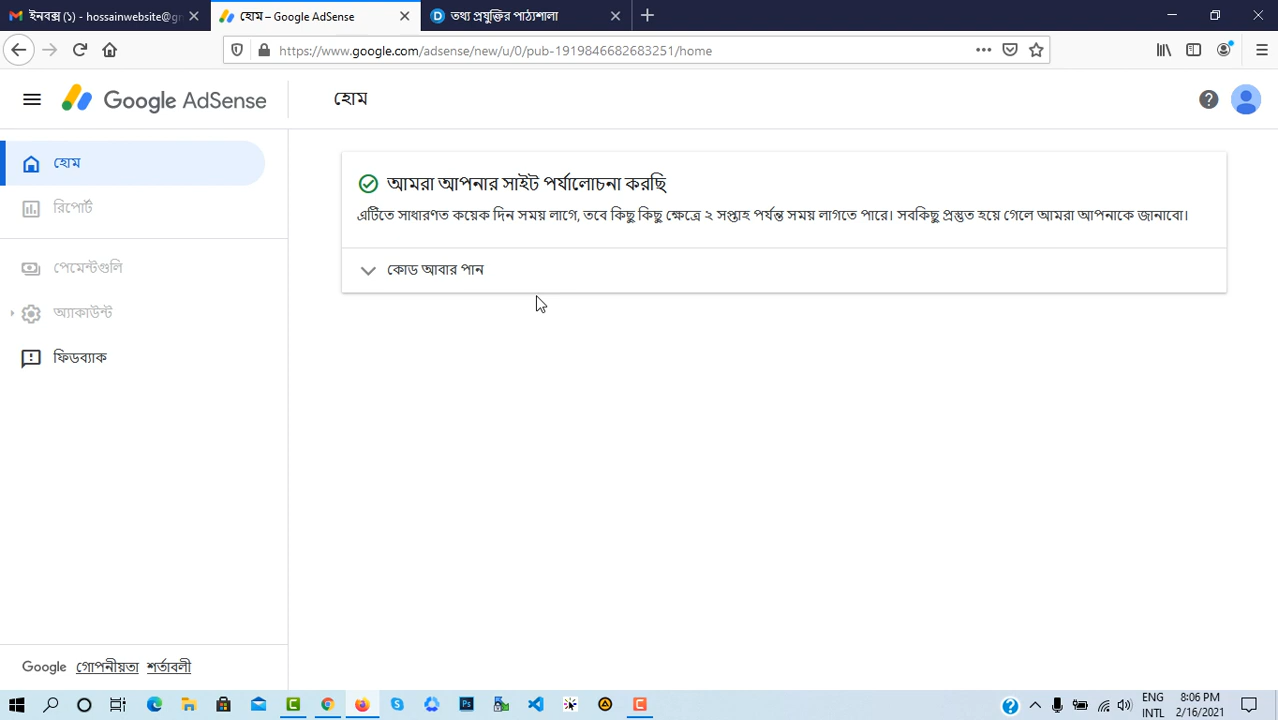 ইনবক্স (১) - hossainwebsite@gm
হোম – Google AdSense
তথ্য প্রযুক্তির পাঠ্যশালা
https://www.google.com/adsense/new/u/0/pub-1919846682683251/home
Google AdSense
হোম
হোম
রিপোর্ট
পেমেন্টগুলি
অ্যাকাউন্ট
ফিডব্যাক
আমরা আপনার সাইট পর্যালোচনা করছি
এটিতে সাধারণত কয়েক দিন সময় লাগে, তবে কিছু কিছু ক্ষেত্রে ২ সপ্তাহ পর্যন্ত সময় লাগতে পারে। সবকিছু প্রস্তুত হয়ে গেলে আমরা আপনাকে জানাবো।
কোড আবার পান
Google গোপনীয়তা শর্তাবলী
ENG
INTL
8:06 PM
2/16/2021